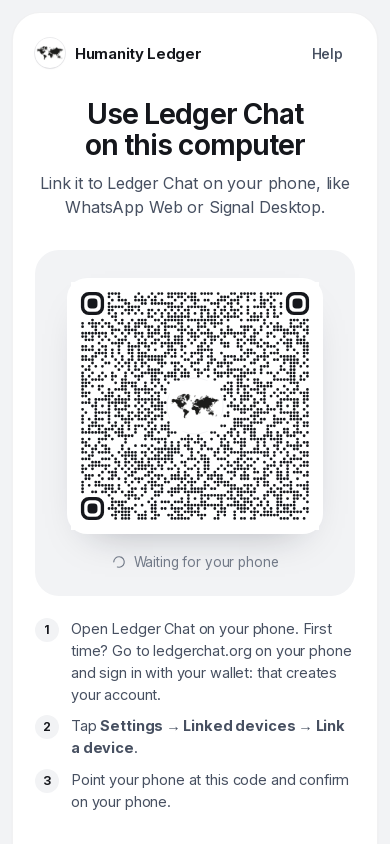 Humanity Ledger
Help
Use Ledger Chat
on this computer
Link it to Ledger Chat on your phone, like
WhatsApp Web or Signal Desktop.
Waiting for your phone
1 Open Ledger Chat on your phone. First
time? Go to ledgerchat.org on your phone
and sign in with your wallet: that creates
your account.
2 Tap Settings → Linked devices → Link
a device.
3 Point your phone at this code and confirm
on your phone.